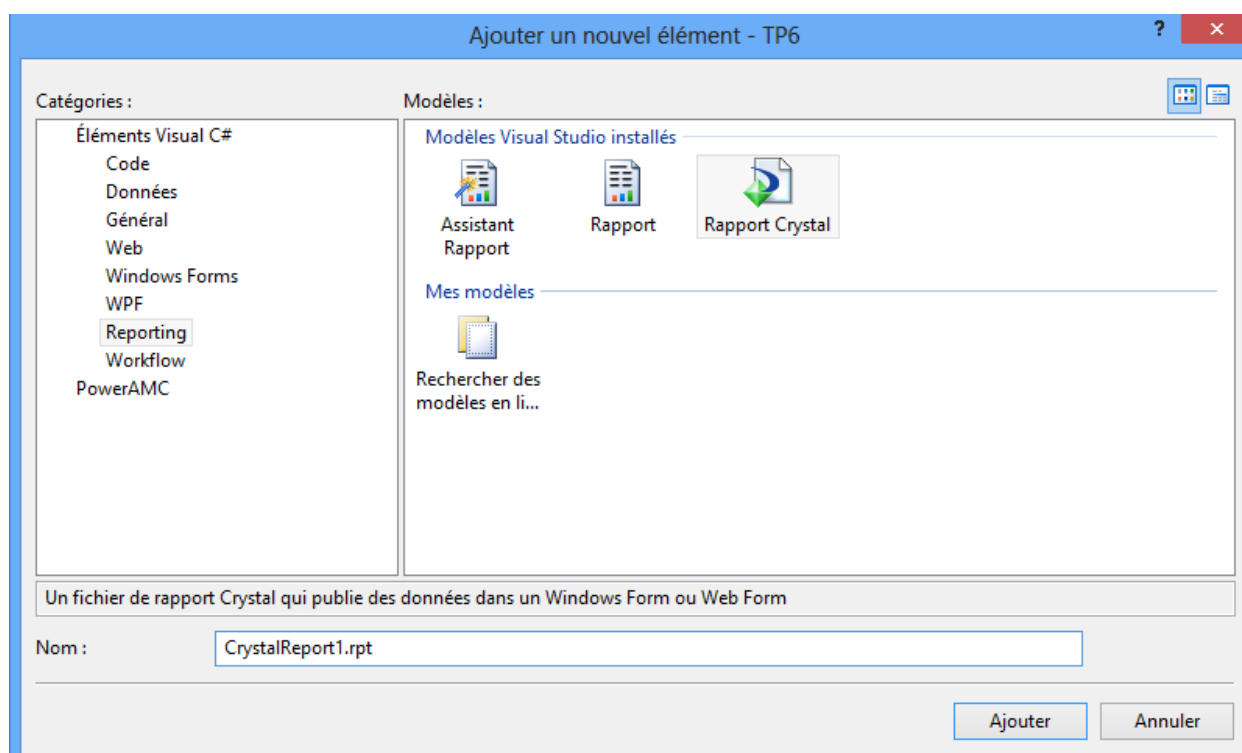 Ajouter un nouvel élément - TP6
?
Catégories :
Modèles :
Éléments Visual C#
Code
Données
Général
Web
Windows Forms
WPF
Reporting
Workflow
PowerAMC
Modèles Visual Studio installés
Assistant
Rapport
Rapport
Rapport Crystal
Mes modèles
Rechercher des
modèles en li...
Un fichier de rapport Crystal qui publie des données dans un Windows Form ou Web Form
Nom :
CrystalReport1.rpt
Ajouter
Annuler